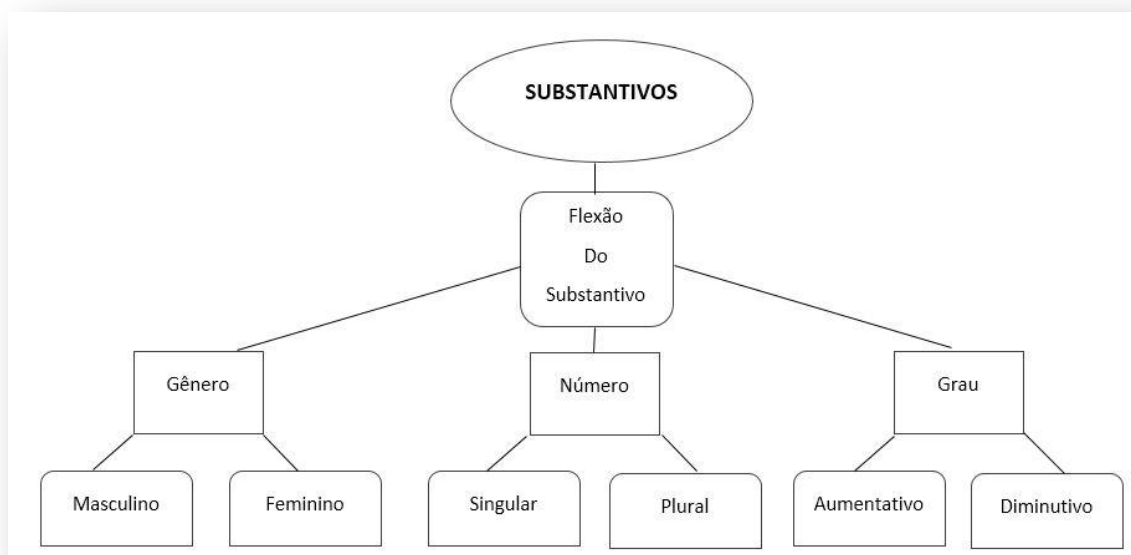 SUBSTANTIVOS
Flexão
Do
Substantivo
Gênero
Número
Grau
Masculino
Feminino
Singular
Plural
Aumentativo
Diminutivo